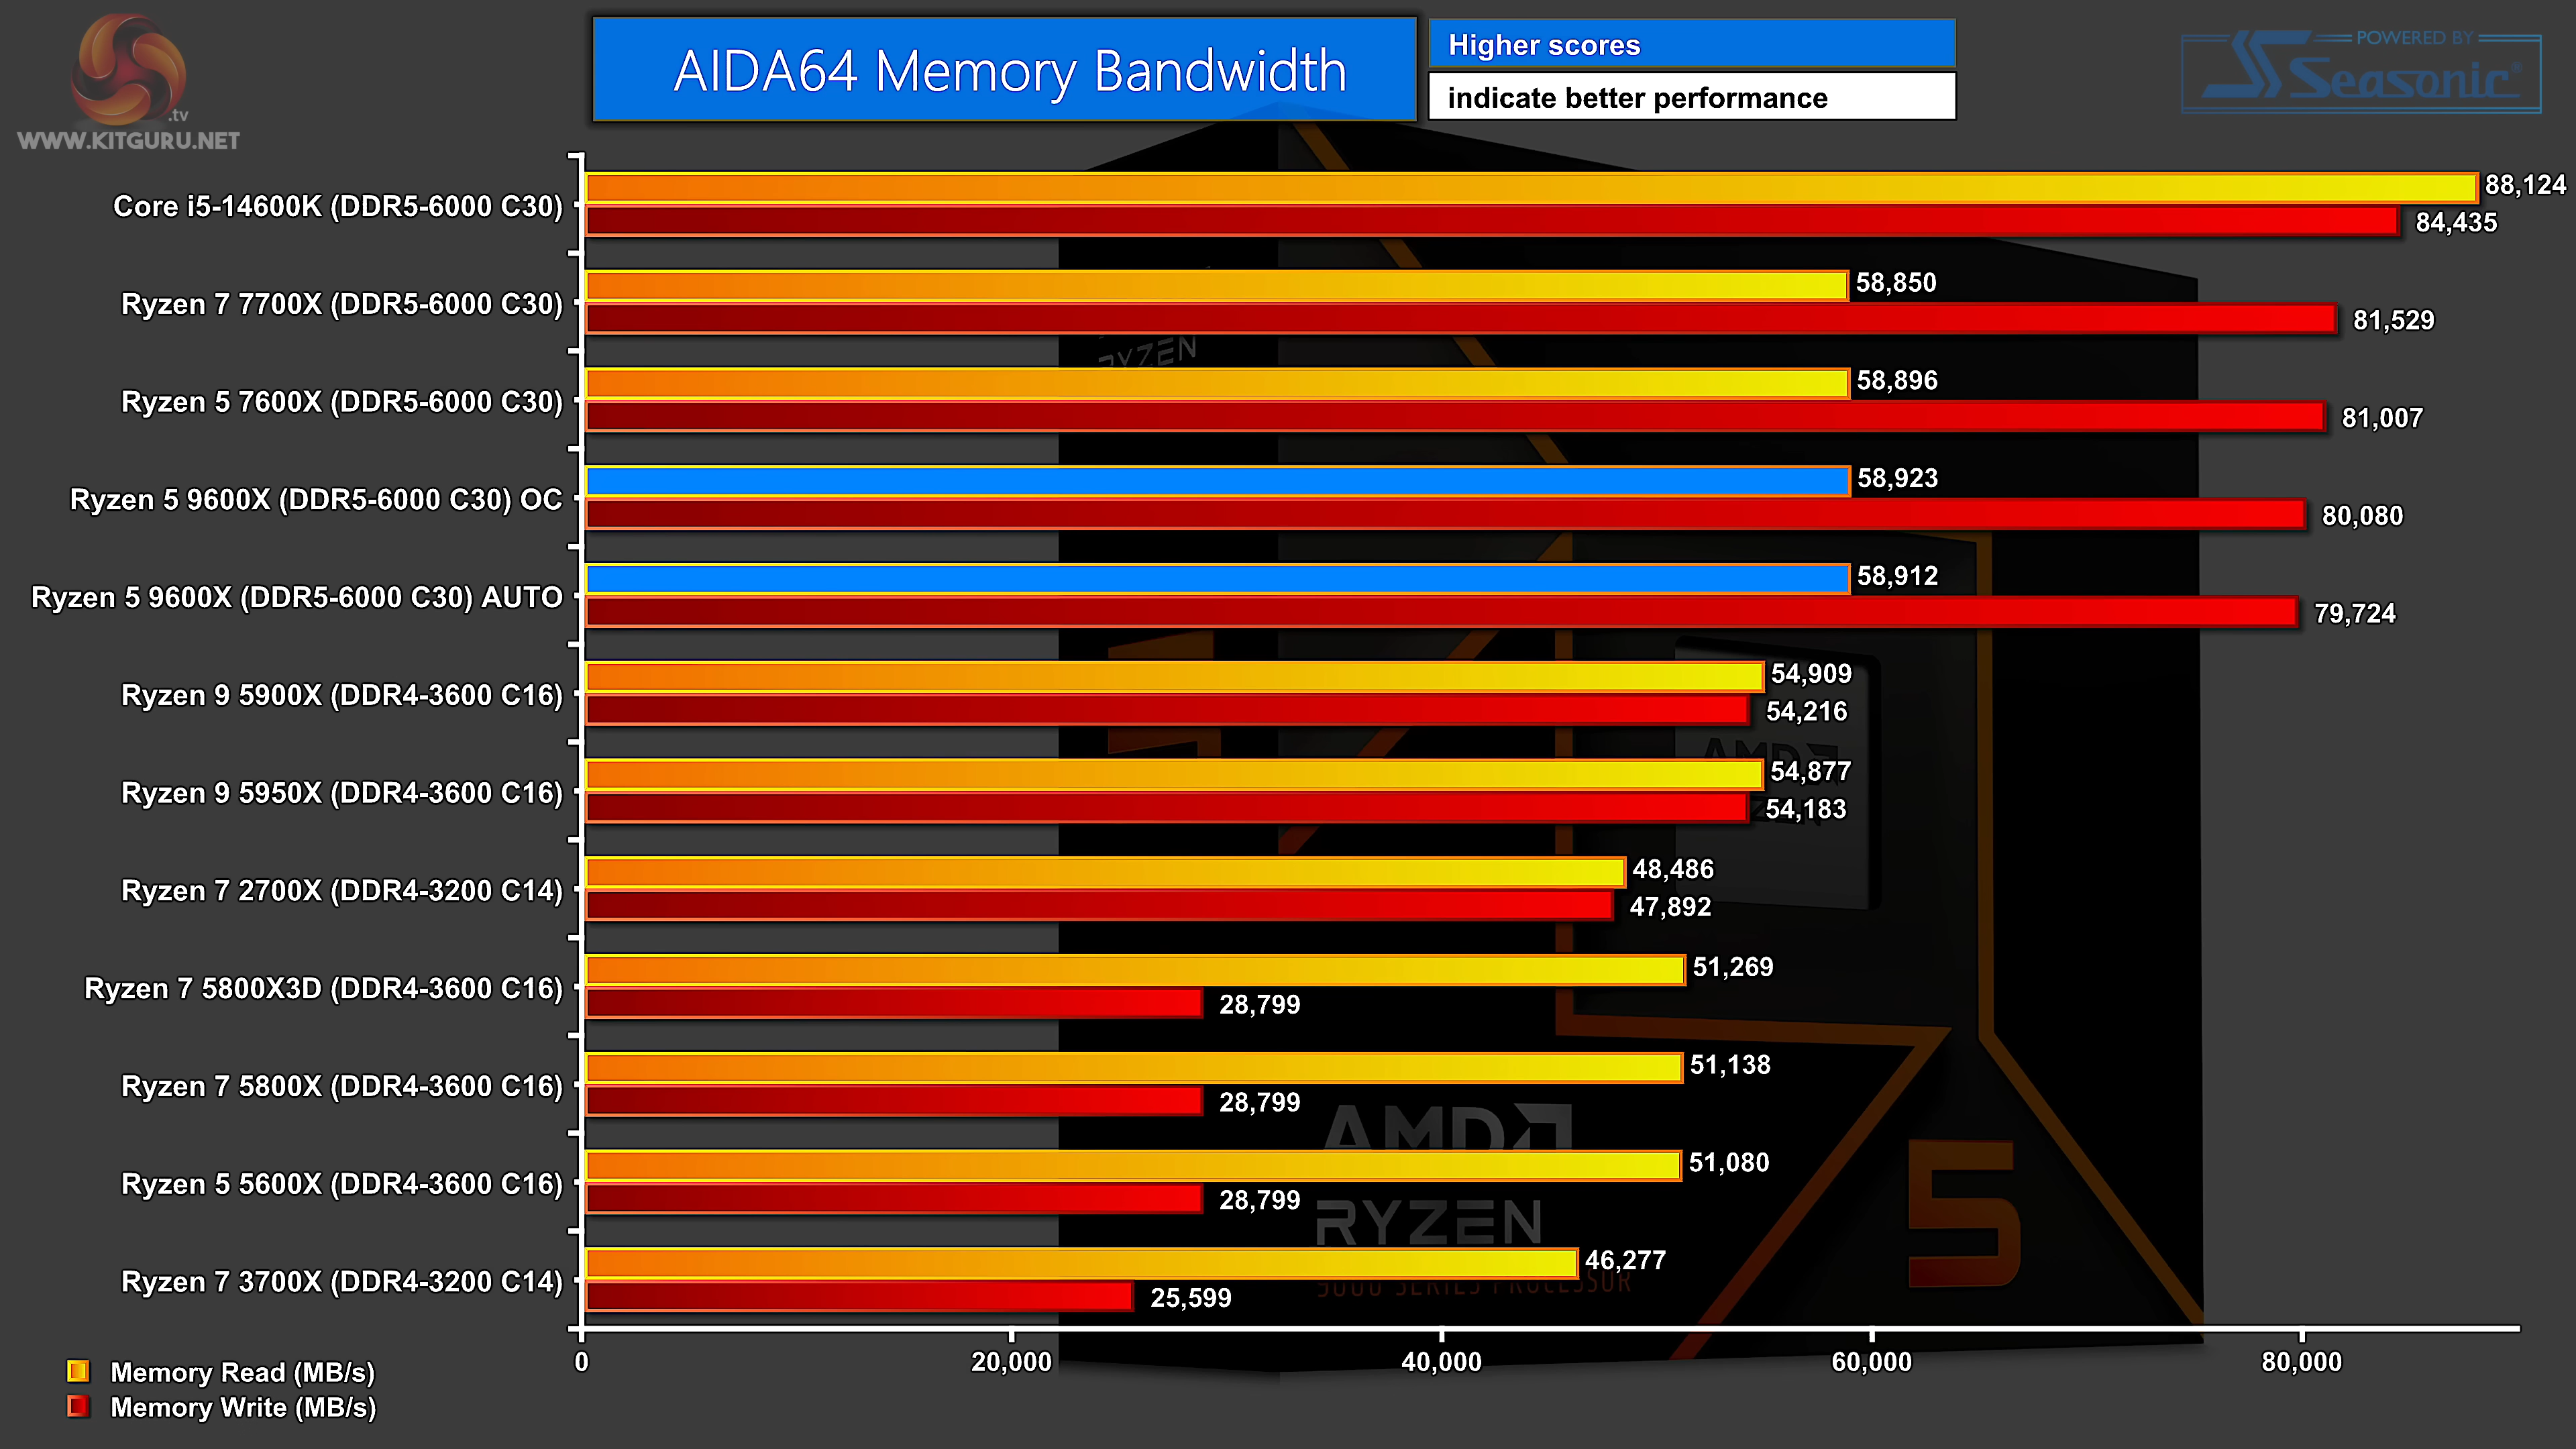 AIDA64 Memory Bandwidth
Higher scores
indicate better performance
POWERED BY
Seasonic®
.tv
WWW.KITGURU.NET
Core i5-14600K (DDR5-6000 C30)
88,124
84,435
Ryzen 7 7700X (DDR5-6000 C30)
58,850
81,529
RYZEN
Ryzen 5 7600X (DDR5-6000 C30)
58,896
81,007
Ryzen 5 9600X (DDR5-6000 C30) OC
58,923
80,080
Ryzen 5 9600X (DDR5-6000 C30) AUTO
58,912
79,724
Ryzen 9 5900X (DDR4-3600 C16)
54,909
54,216
AMD
Ryzen 9 5950X (DDR4-3600 C16)
54,877
54,183
Ryzen 7 2700X (DDR4-3200 C14)
48,486
47,892
Ryzen 7 5800X3D (DDR4-3600 C16)
51,269
28,799
Ryzen 7 5800X (DDR4-3600 C16)
51,138
28,799
AMD
Ryzen 5 5600X (DDR4-3600 C16)
51,080
28,799
RYZEN
5
Ryzen 7 3700X (DDR4-3200 C14)
46,277
25,599
9000 SERIES PROCESSOR
0
20,000
40,000
60,000
80,000
Memory Read (MB/s)
Memory Write (MB/s)